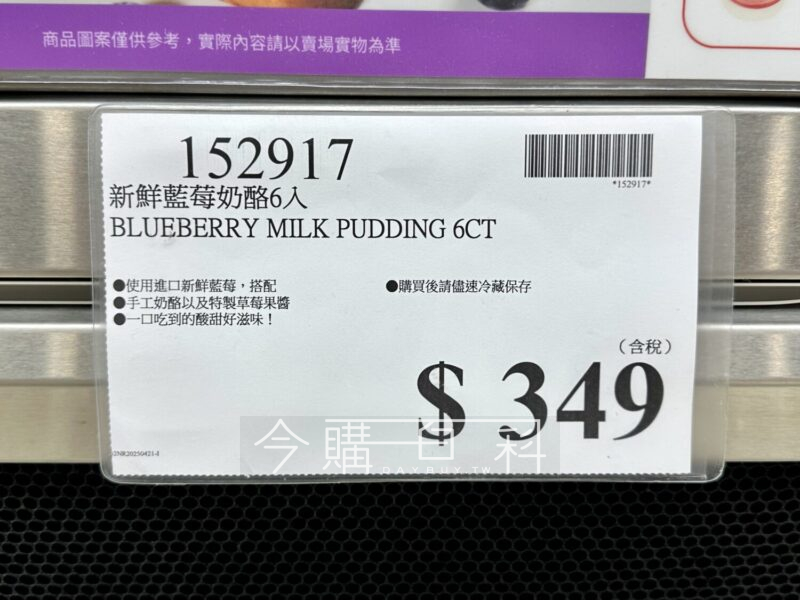 商品圖案僅供參考，實際內容請以賣場實物為準
152917
*152917*
新鮮藍莓奶酪6入
BLUEBERRY MILK PUDDING 6CT
●使用進口新鮮藍莓，搭配
●手工奶酪以及特製草莓果醬
●一口吃到的酸甜好滋味！
●購買後請儘速冷藏保存
（含稅）
$ 349
今購百科
.DAYBUY.TW